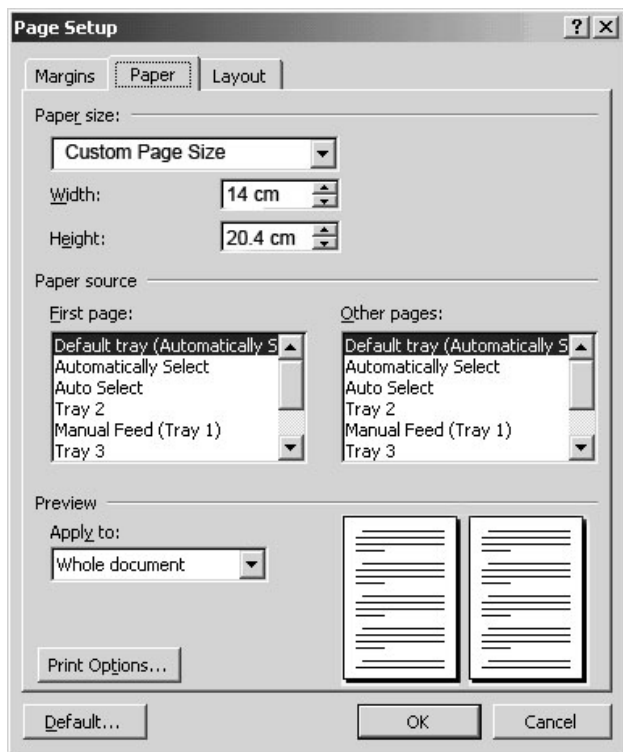 Page Setup
Margins Paper Layout
Paper size:
Custom Page Size
Width: 14 cm
Height: 20.4 cm
Paper source
First page: Other pages:
Default tray (Automatically S Default tray (Automatically S
Automatically Select Automatically Select
Auto Select Auto Select
Tray 2 Tray 2
Manual Feed (Tray 1) Manual Feed (Tray 1)
Tray 3 Tray 3
Preview
Apply to:
Whole document
Print Options...
Default... OK Cancel